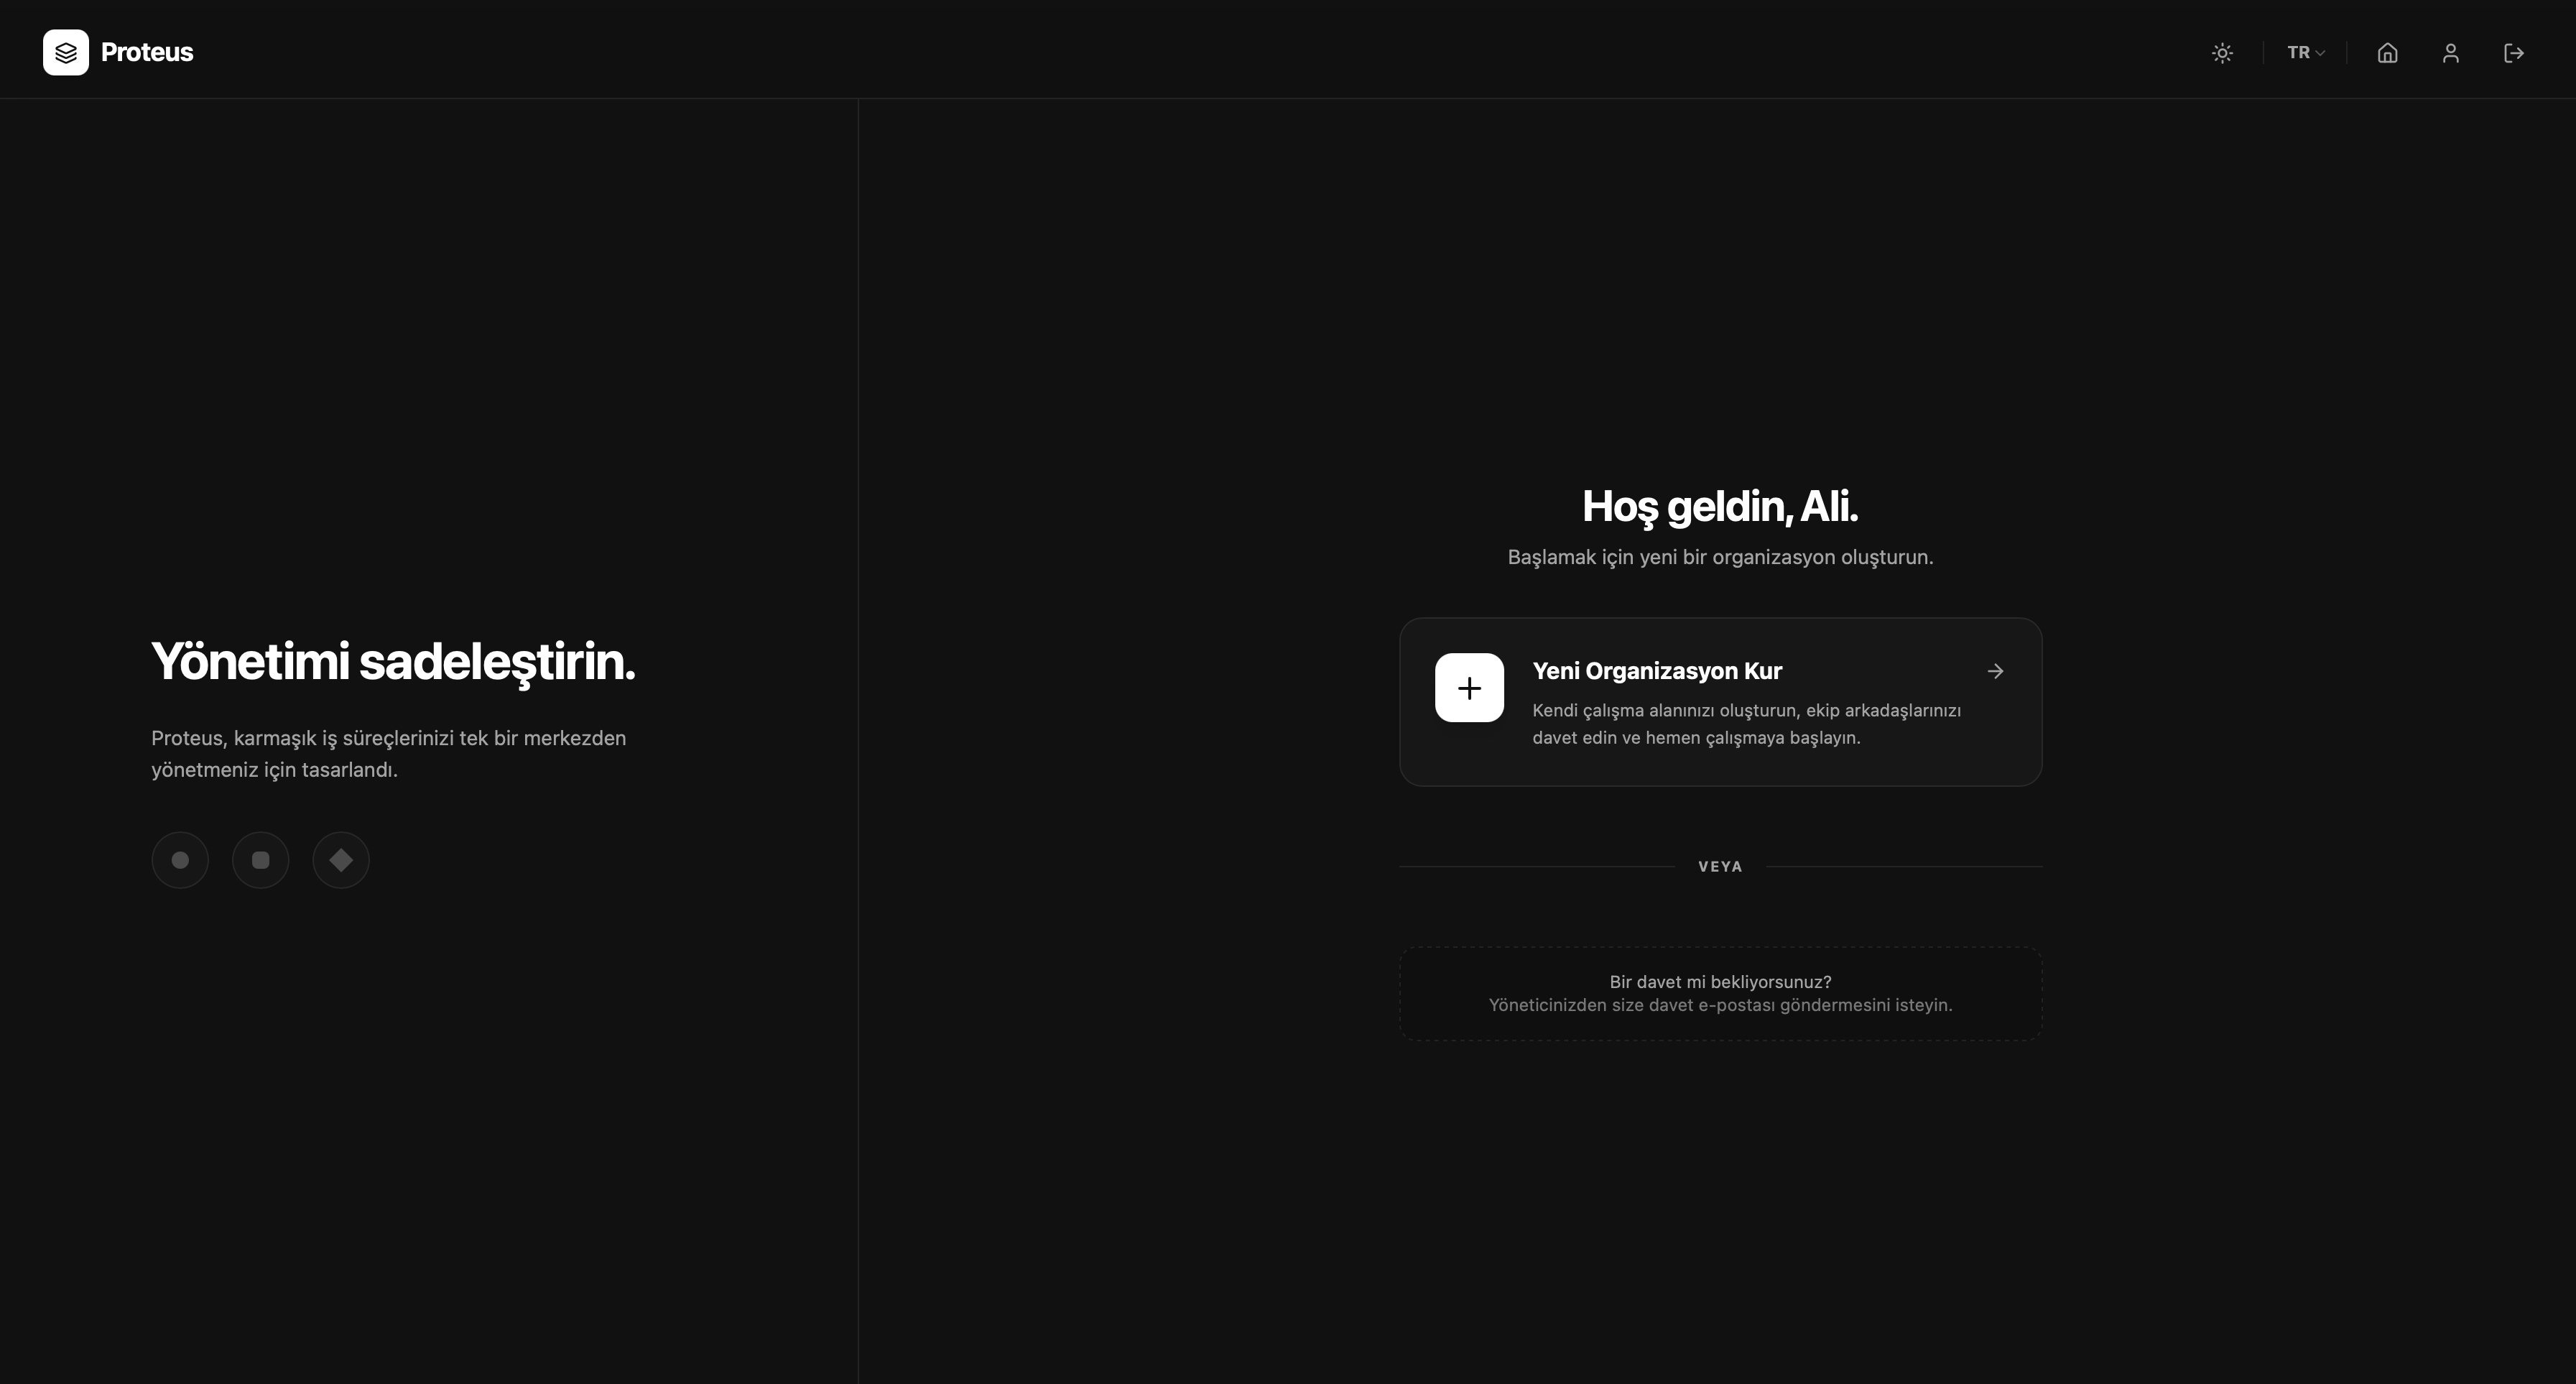 Proteus
TR
Yönetimi sadeleştirin.
Proteus, karmaşık iş süreçlerinizi tek bir merkezden
yönetmeniz için tasarlandı.
Hoş geldin, Ali.
Başlamak için yeni bir organizasyon oluşturun.
Yeni Organizasyon Kur
Kendi çalışma alanınızı oluşturun, ekip arkadaşlarınızı
davet edin ve hemen çalışmaya başlayın.
VEYA
Bir davet mi bekliyorsunuz?
Yöneticinizden size davet e-postası göndermesini isteyin.